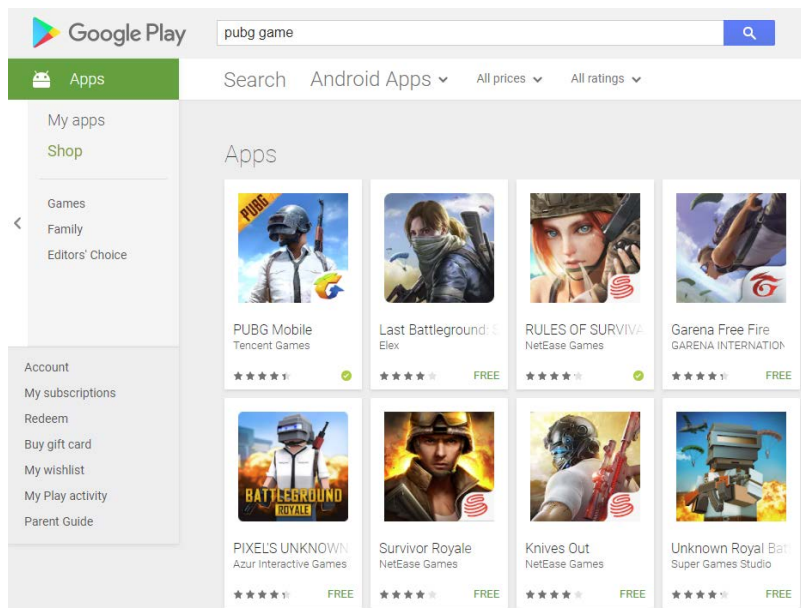 Google Play
pubg game
Apps
Search
Android Apps
All prices
All ratings
My apps
Shop
Games
Family
Editors' Choice
Account
My subscriptions
Redeem
Buy gift card
My wishlist
My Play activity
Parent Guide
Apps
PUBG
PUBG Mobile
Tencent Games
Last Battleground: S
Elex
FREE
RULES OF SURVIVA
NetEase Games
Garena Free Fire
GARENA INTERNATION
FREE
BATTLEGROUND
ROYALE
PIXEL'S UNKNOWN
Azur Interactive Games
FREE
Survivor Royale
NetEase Games
FREE
Knives Out
NetEase Games
FREE
Unknown Royal Bat
Super Games Studio
FREE